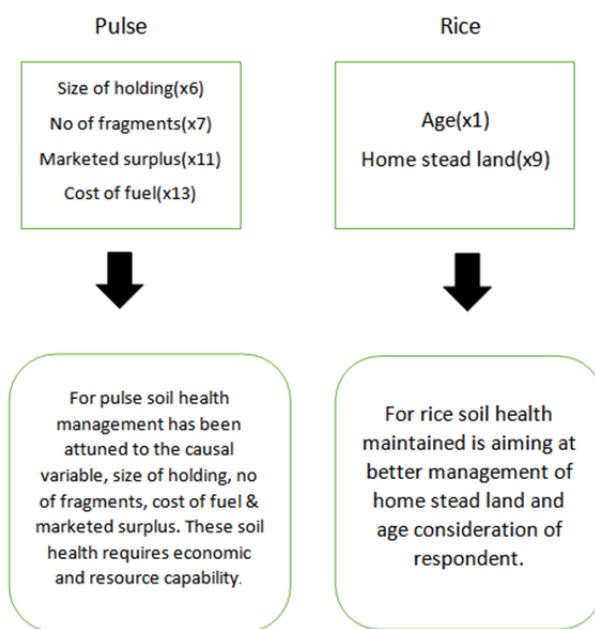 Pulse
Size of holding(x6)
No of fragments(x7)
Marketed surplus(x11)
Cost of fuel(x13)
For pulse soil health
management has been
attuned to the causal
variable, size of holding, no
of fragments, cost of fuel &
marketed surplus. These soil
health requires economic
and resource capability.
Rice
Age(x1)
Home stead land(x9)
For rice soil health
maintained is aiming at
better management of
home stead land and
age consideration of
respondent.